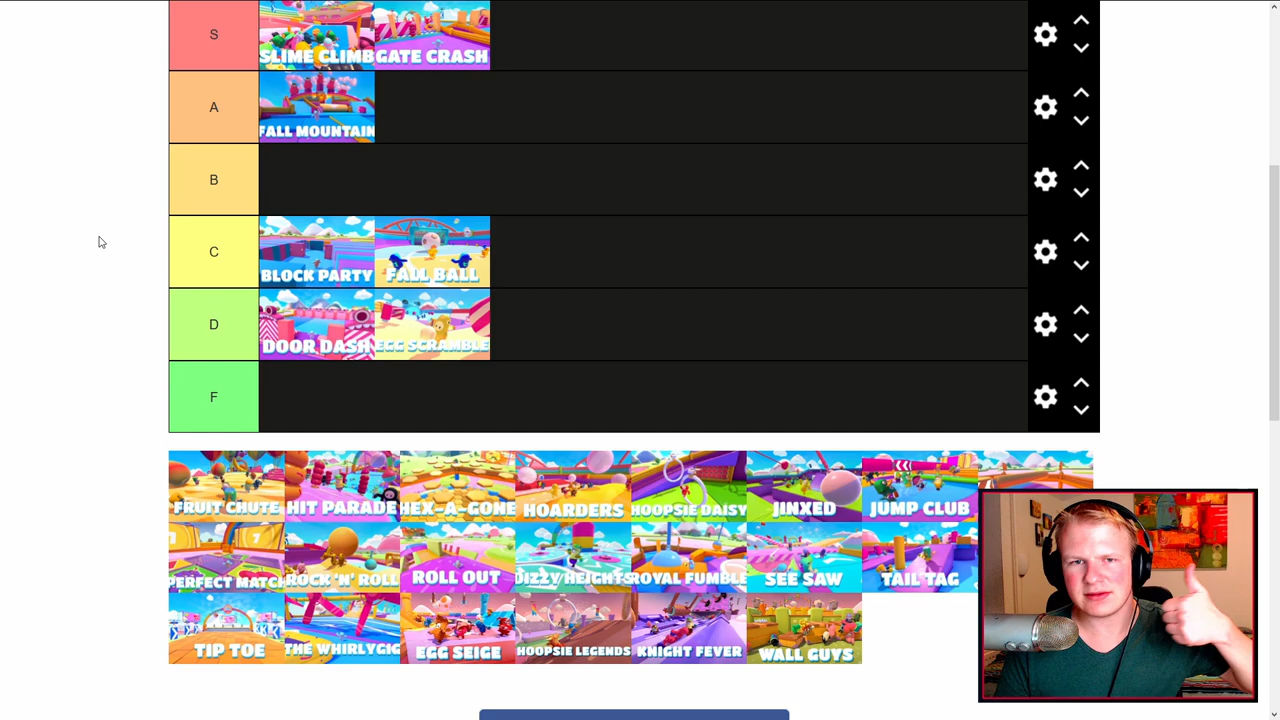 S
SLIME CLIMB
GATE CRASH
A
FALL MOUNTAIN
B
C
BLOCK PARTY
FALL BALL
D
DOOR DASH
EGG SCRAMBLE
F
FRUIT CHUTE
HIT PARADE
HEX-A-GONE
HOARDERS
HOOPSIE DAISY
JINXED
JUMP CLUB
PERFECT MATCH
ROCK 'N' ROLL
ROLL OUT
DIZZY HEIGHTS
ROYAL FUMBLE
SEE SAW
TAIL TAG
TIP TOE
THE WHIRLYGIG
EGG SEIGE
HOOPSIE LEGENDS
KNIGHT FEVER
WALL GUYS